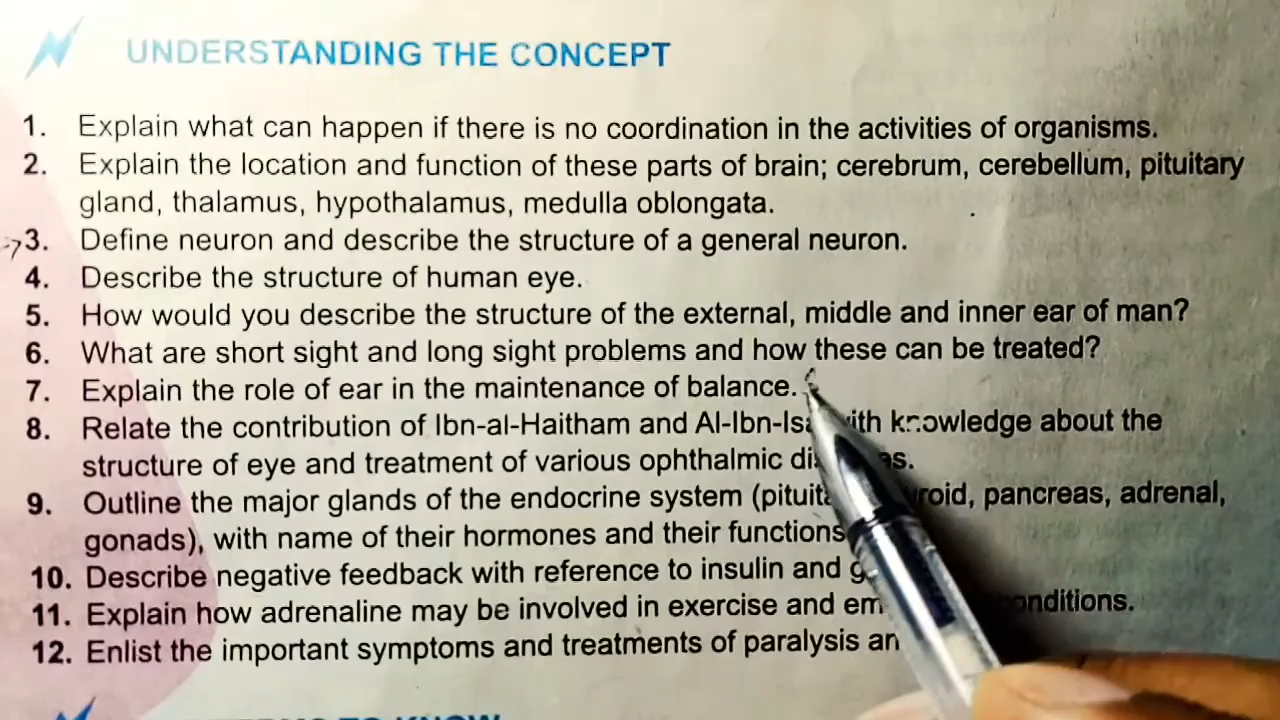 UNDERSTANDING THE CONCEPT
1. Explain what can happen if there is no coordination in the activities of organisms.
2. Explain the location and function of these parts of brain; cerebrum, cerebellum, pituitary
gland, thalamus, hypothalamus, medulla oblongata.
3. Define neuron and describe the structure of a general neuron.
4. Describe the structure of human eye.
5. How would you describe the structure of the external, middle and inner ear of man?
6. What are short sight and long sight problems and how these can be treated?
7. Explain the role of ear in the maintenance of balance.
8. Relate the contribution of Ibn-al-Haitham and Al-Ibn-Is with knowledge about the
structure of eye and treatment of various ophthalmic
9. Outline the major glands of the endocrine system (pancreas, adrenal,
gonads), with name of their hormones and their functions
10. Describe negative feedback with reference to insulin and
11. Explain how adrenaline may be involved in exercise and conditions.
12. Enlist the important symptoms and treatments of paralysis